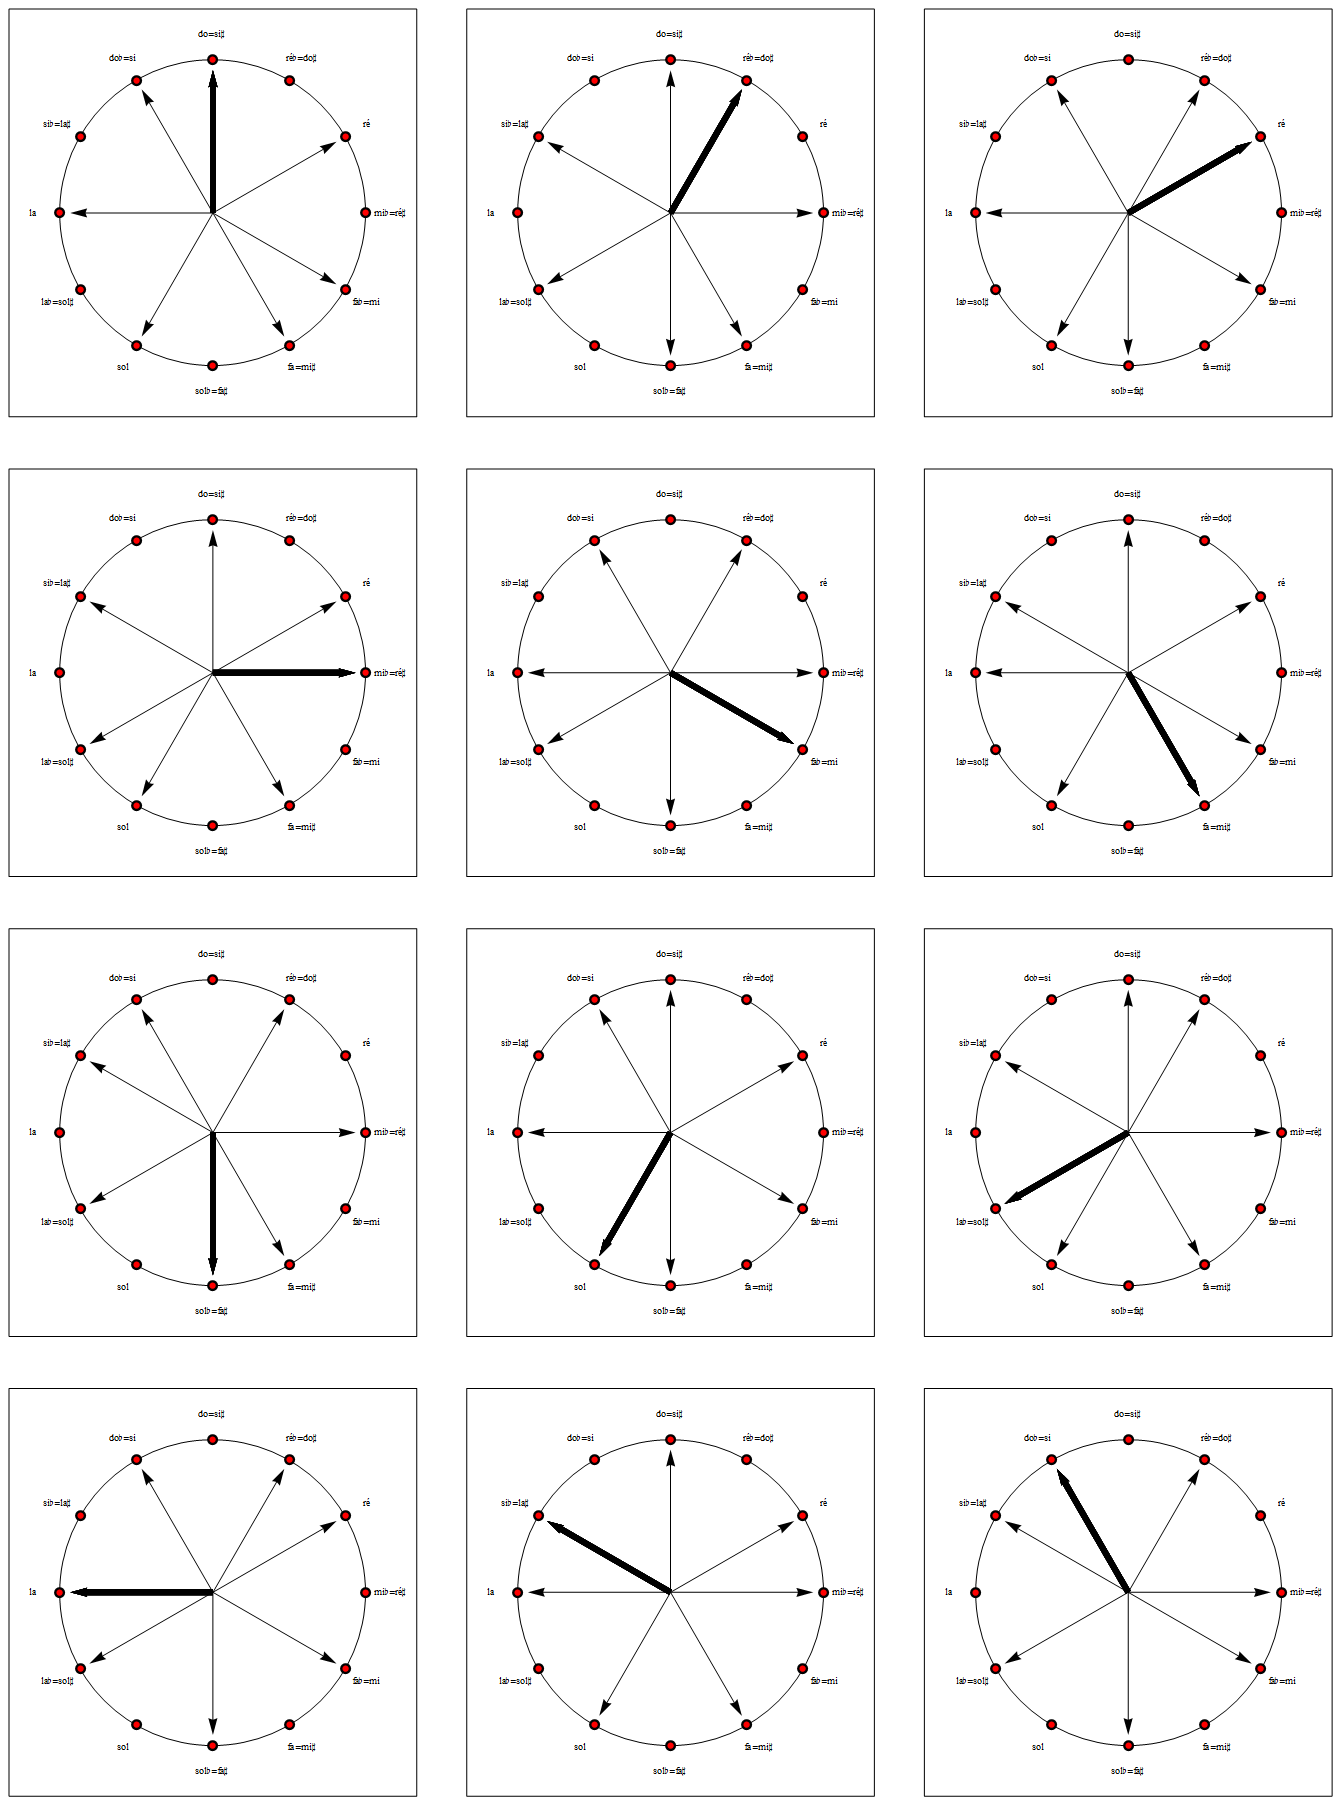 do=si♯
do♭=si
ré♭=do♯
si♭=la♯
ré
la
mi♭=ré♯
la♭=sol♯
fa♭=mi
sol
fa=mi♯
sol♭=fa♯
do=si♯
do♭=si
ré♭=do♯
si♭=la♯
ré
la
mi♭=ré♯
la♭=sol♯
fa♭=mi
sol
fa=mi♯
sol♭=fa♯
do=si♯
do♭=si
ré♭=do♯
si♭=la♯
ré
la
mi♭=ré♯
la♭=sol♯
fa♭=mi
sol
fa=mi♯
sol♭=fa♯
do=si♯
do♭=si
ré♭=do♯
si♭=la♯
ré
la
mi♭=ré♯
la♭=sol♯
fa♭=mi
sol
fa=mi♯
sol♭=fa♯
do=si♯
do♭=si
ré♭=do♯
si♭=la♯
ré
la
mi♭=ré♯
la♭=sol♯
fa♭=mi
sol
fa=mi♯
sol♭=fa♯
do=si♯
do♭=si
ré♭=do♯
si♭=la♯
ré
la
mi♭=ré♯
la♭=sol♯
fa♭=mi
sol
fa=mi♯
sol♭=fa♯
do=si♯
do♭=si
ré♭=do♯
si♭=la♯
ré
la
mi♭=ré♯
la♭=sol♯
fa♭=mi
sol
fa=mi♯
sol♭=fa♯
do=si♯
do♭=si
ré♭=do♯
si♭=la♯
ré
la
mi♭=ré♯
la♭=sol♯
fa♭=mi
sol
fa=mi♯
sol♭=fa♯
do=si♯
do♭=si
ré♭=do♯
si♭=la♯
ré
la
mi♭=ré♯
la♭=sol♯
fa♭=mi
sol
fa=mi♯
sol♭=fa♯
do=si♯
do♭=si
ré♭=do♯
si♭=la♯
ré
la
mi♭=ré♯
la♭=sol♯
fa♭=mi
sol
fa=mi♯
sol♭=fa♯
do=si♯
do♭=si
ré♭=do♯
si♭=la♯
ré
la
mi♭=ré♯
la♭=sol♯
fa♭=mi
sol
fa=mi♯
sol♭=fa♯
do=si♯
do♭=si
ré♭=do♯
si♭=la♯
ré
la
mi♭=ré♯
la♭=sol♯
fa♭=mi
sol
fa=mi♯
sol♭=fa♯